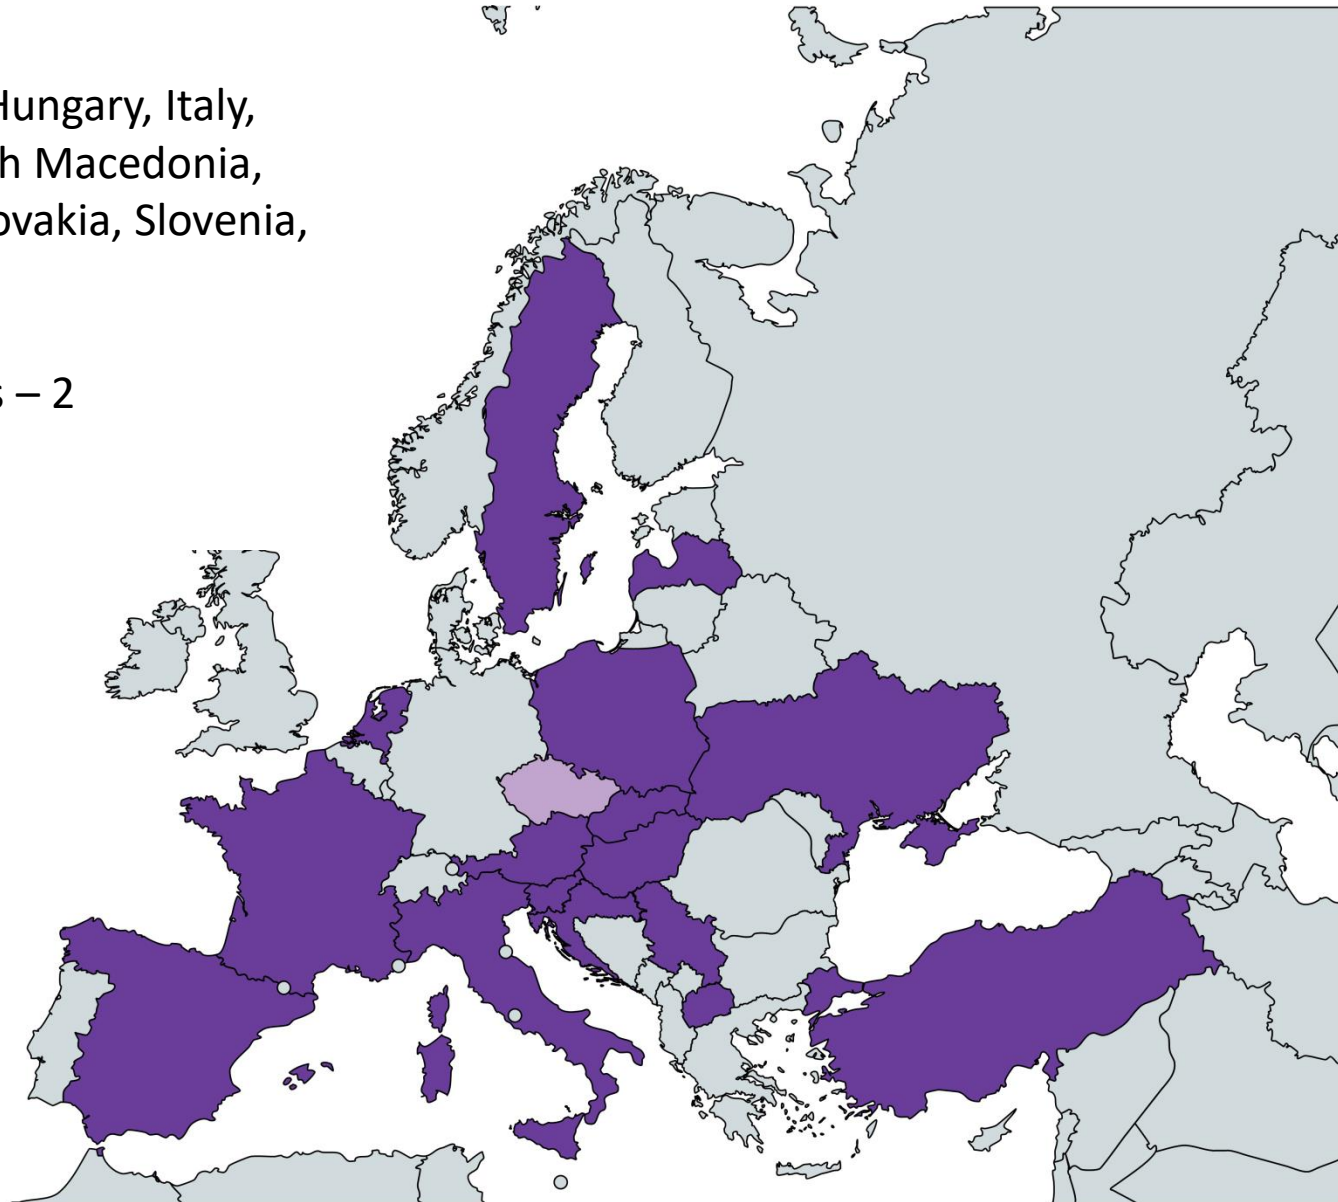 Hungary, Italy,
h Macedonia,
ovakia, Slovenia,
s – 2